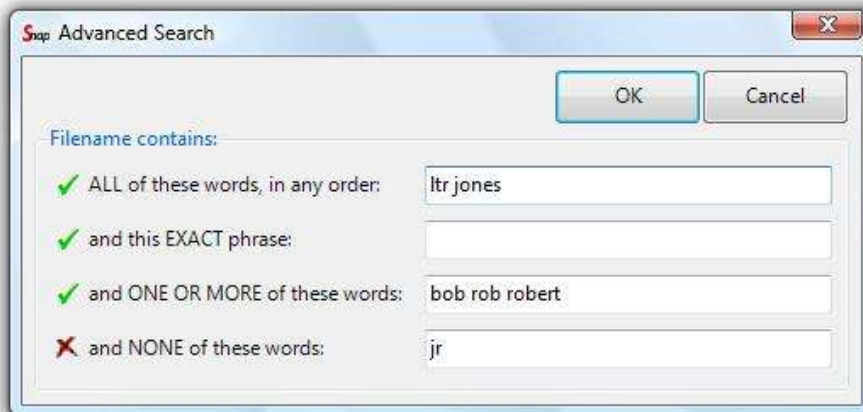 Snap Advanced Search
OK Cancel
Filename contains:
ALL of these words, in any order: ltr jones
and this EXACT phrase:
and ONE OR MORE of these words: bob rob robert
and NONE of these words: jr